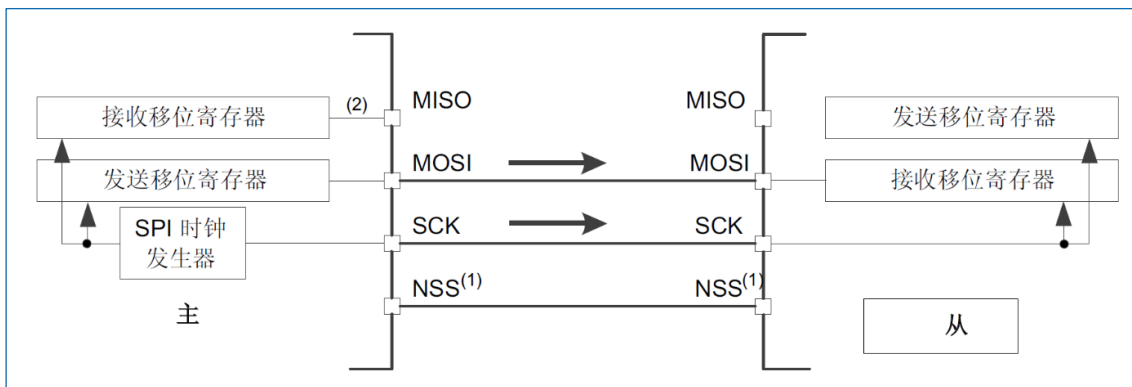 (2) MISO MISO
接收移位寄存器 发送移位寄存器
MOSI MOSI
发送移位寄存器 接收移位寄存器
SPI 时钟 SCK SCK
发生器
NSS(1) NSS(1)
主 从